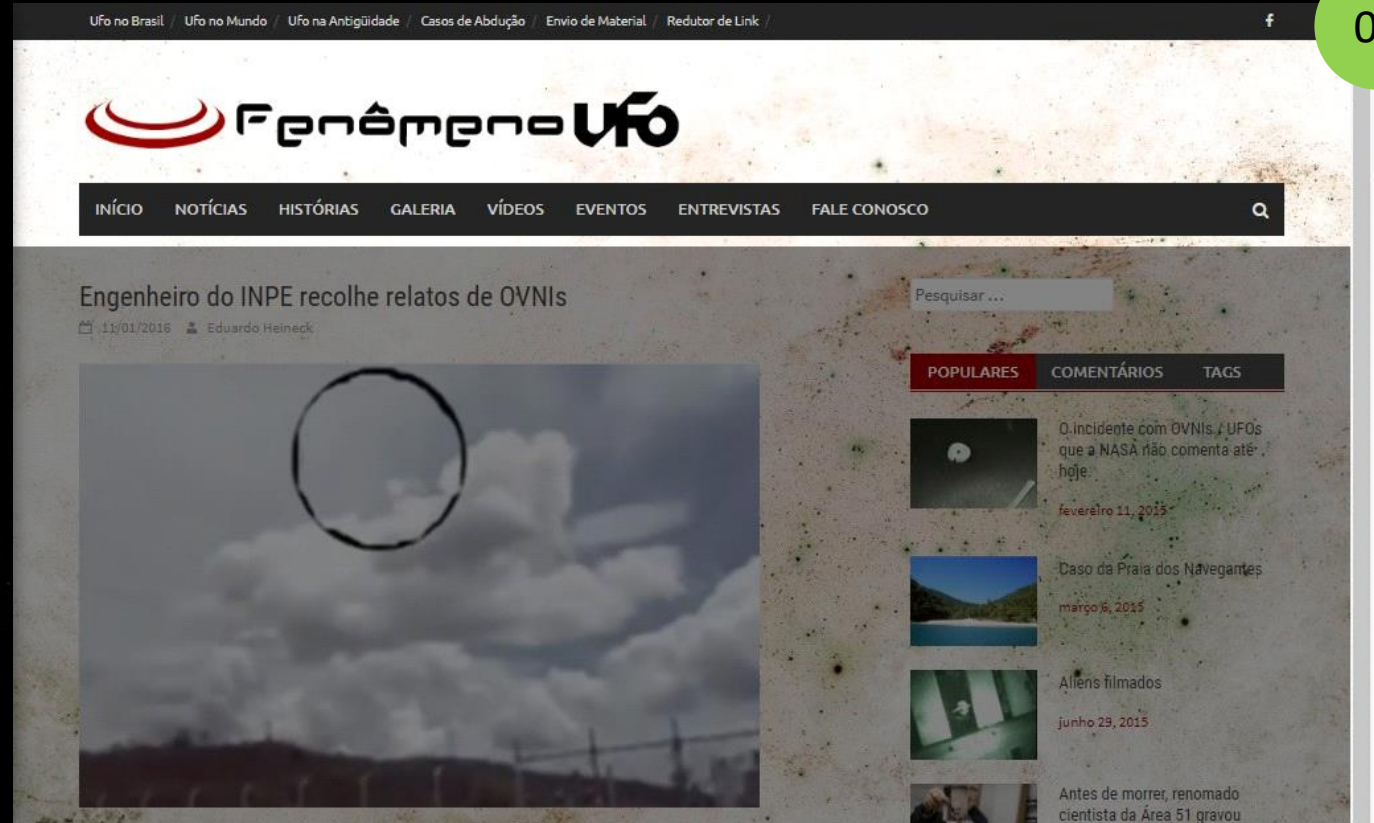 Ufo no Brasil / Ufo no Mundo / Ufo na Antigüidade / Casos de Abdução / Envio de Material / Redutor de Link /
0
Fenômeno UFO
INÍCIO NOTÍCIAS HISTÓRIAS GALERIA VÍDEOS EVENTOS ENTREVISTAS FALE CONOSCO
Engenheiro do INPE recolhe relatos de OVNIs
11/01/2016 Eduardo Heineck
Pesquisar ...
POPULARES COMENTÁRIOS TAGS
O incidente com OVNIs / UFOs
que a NASA não comenta até
hoje.
fevereiro 11, 2015
Caso da Praia dos Navegantes
março 6, 2015
Aliens filmados
junho 29, 2015
Antes de morrer, renomado
cientista da Área 51 gravou